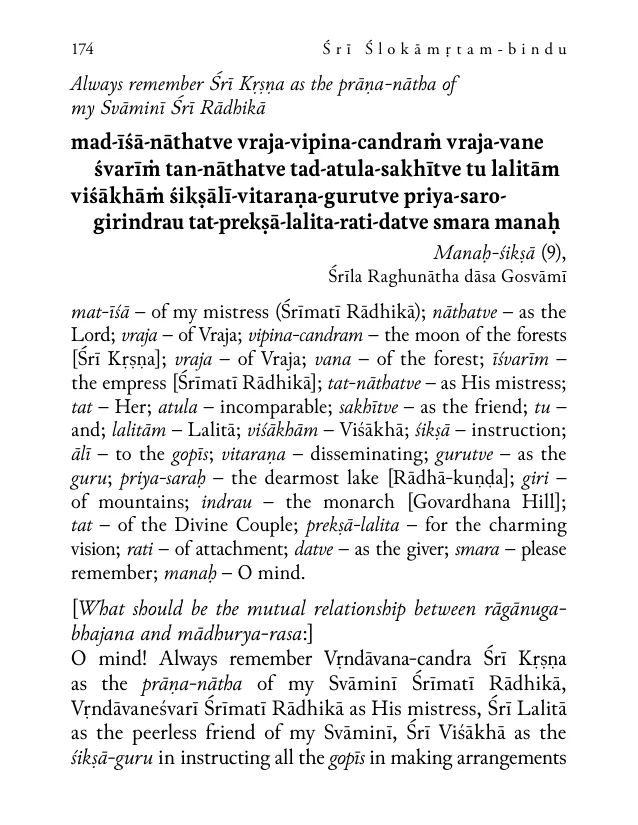 174 Śrī Ślokāmṛtam-bindu
Always remember Śrī Kṛṣṇa as the prāṇa-nātha of
my Svāminī Śrī Rādhikā
mad-īśā-nāthatve vraja-vipina-candraṁ vraja-vane
śvarīṁ tan-nāthatve tad-atula-sakhītve tu lalitām
viśākhāṁ śikṣālī-vitaraṇa-gurutve priya-saro-
girindrau tat-prekṣā-lalita-rati-datve smara manaḥ
Manaḥ-śikṣā (9),
Śrīla Raghunātha dāsa Gosvāmī
mat-īśā – of my mistress (Śrīmatī Rādhikā); nāthatve – as the
Lord; vraja – of Vraja; vipina-candram – the moon of the forests
[Śrī Kṛṣṇa]; vraja – of Vraja; vana – of the forest; īśvarīm –
the empress [Śrīmatī Rādhikā]; tat-nāthatve – as His mistress;
tat – Her; atula – incomparable; sakhītve – as the friend; tu –
and; lalitām – Lalitā; viśākhām – Viśākhā; śikṣā – instruction;
ālī – to the gopīs; vitaraṇa – disseminating; gurutve – as the
guru; priya-saraḥ – the dearmost lake [Rādhā-kuṇḍa]; giri –
of mountains; indrau – the monarch [Govardhana Hill];
tat – of the Divine Couple; prekṣā-lalita – for the charming
vision; rati – of attachment; datve – as the giver; smara – please
remember; manaḥ – O mind.
[What should be the mutual relationship between rāgānuga-
bhajana and mādhurya-rasa:]
O mind! Always remember Vṛndāvana-candra Śrī Kṛṣṇa
as the prāṇa-nātha of my Svāminī Śrīmatī Rādhikā,
Vṛndāvaneśvarī Śrīmatī Rādhikā as His mistress, Śrī Lalitā
as the peerless friend of my Svāminī, Śrī Viśākhā as the
śikṣā-guru in instructing all the gopīs in making arrangements